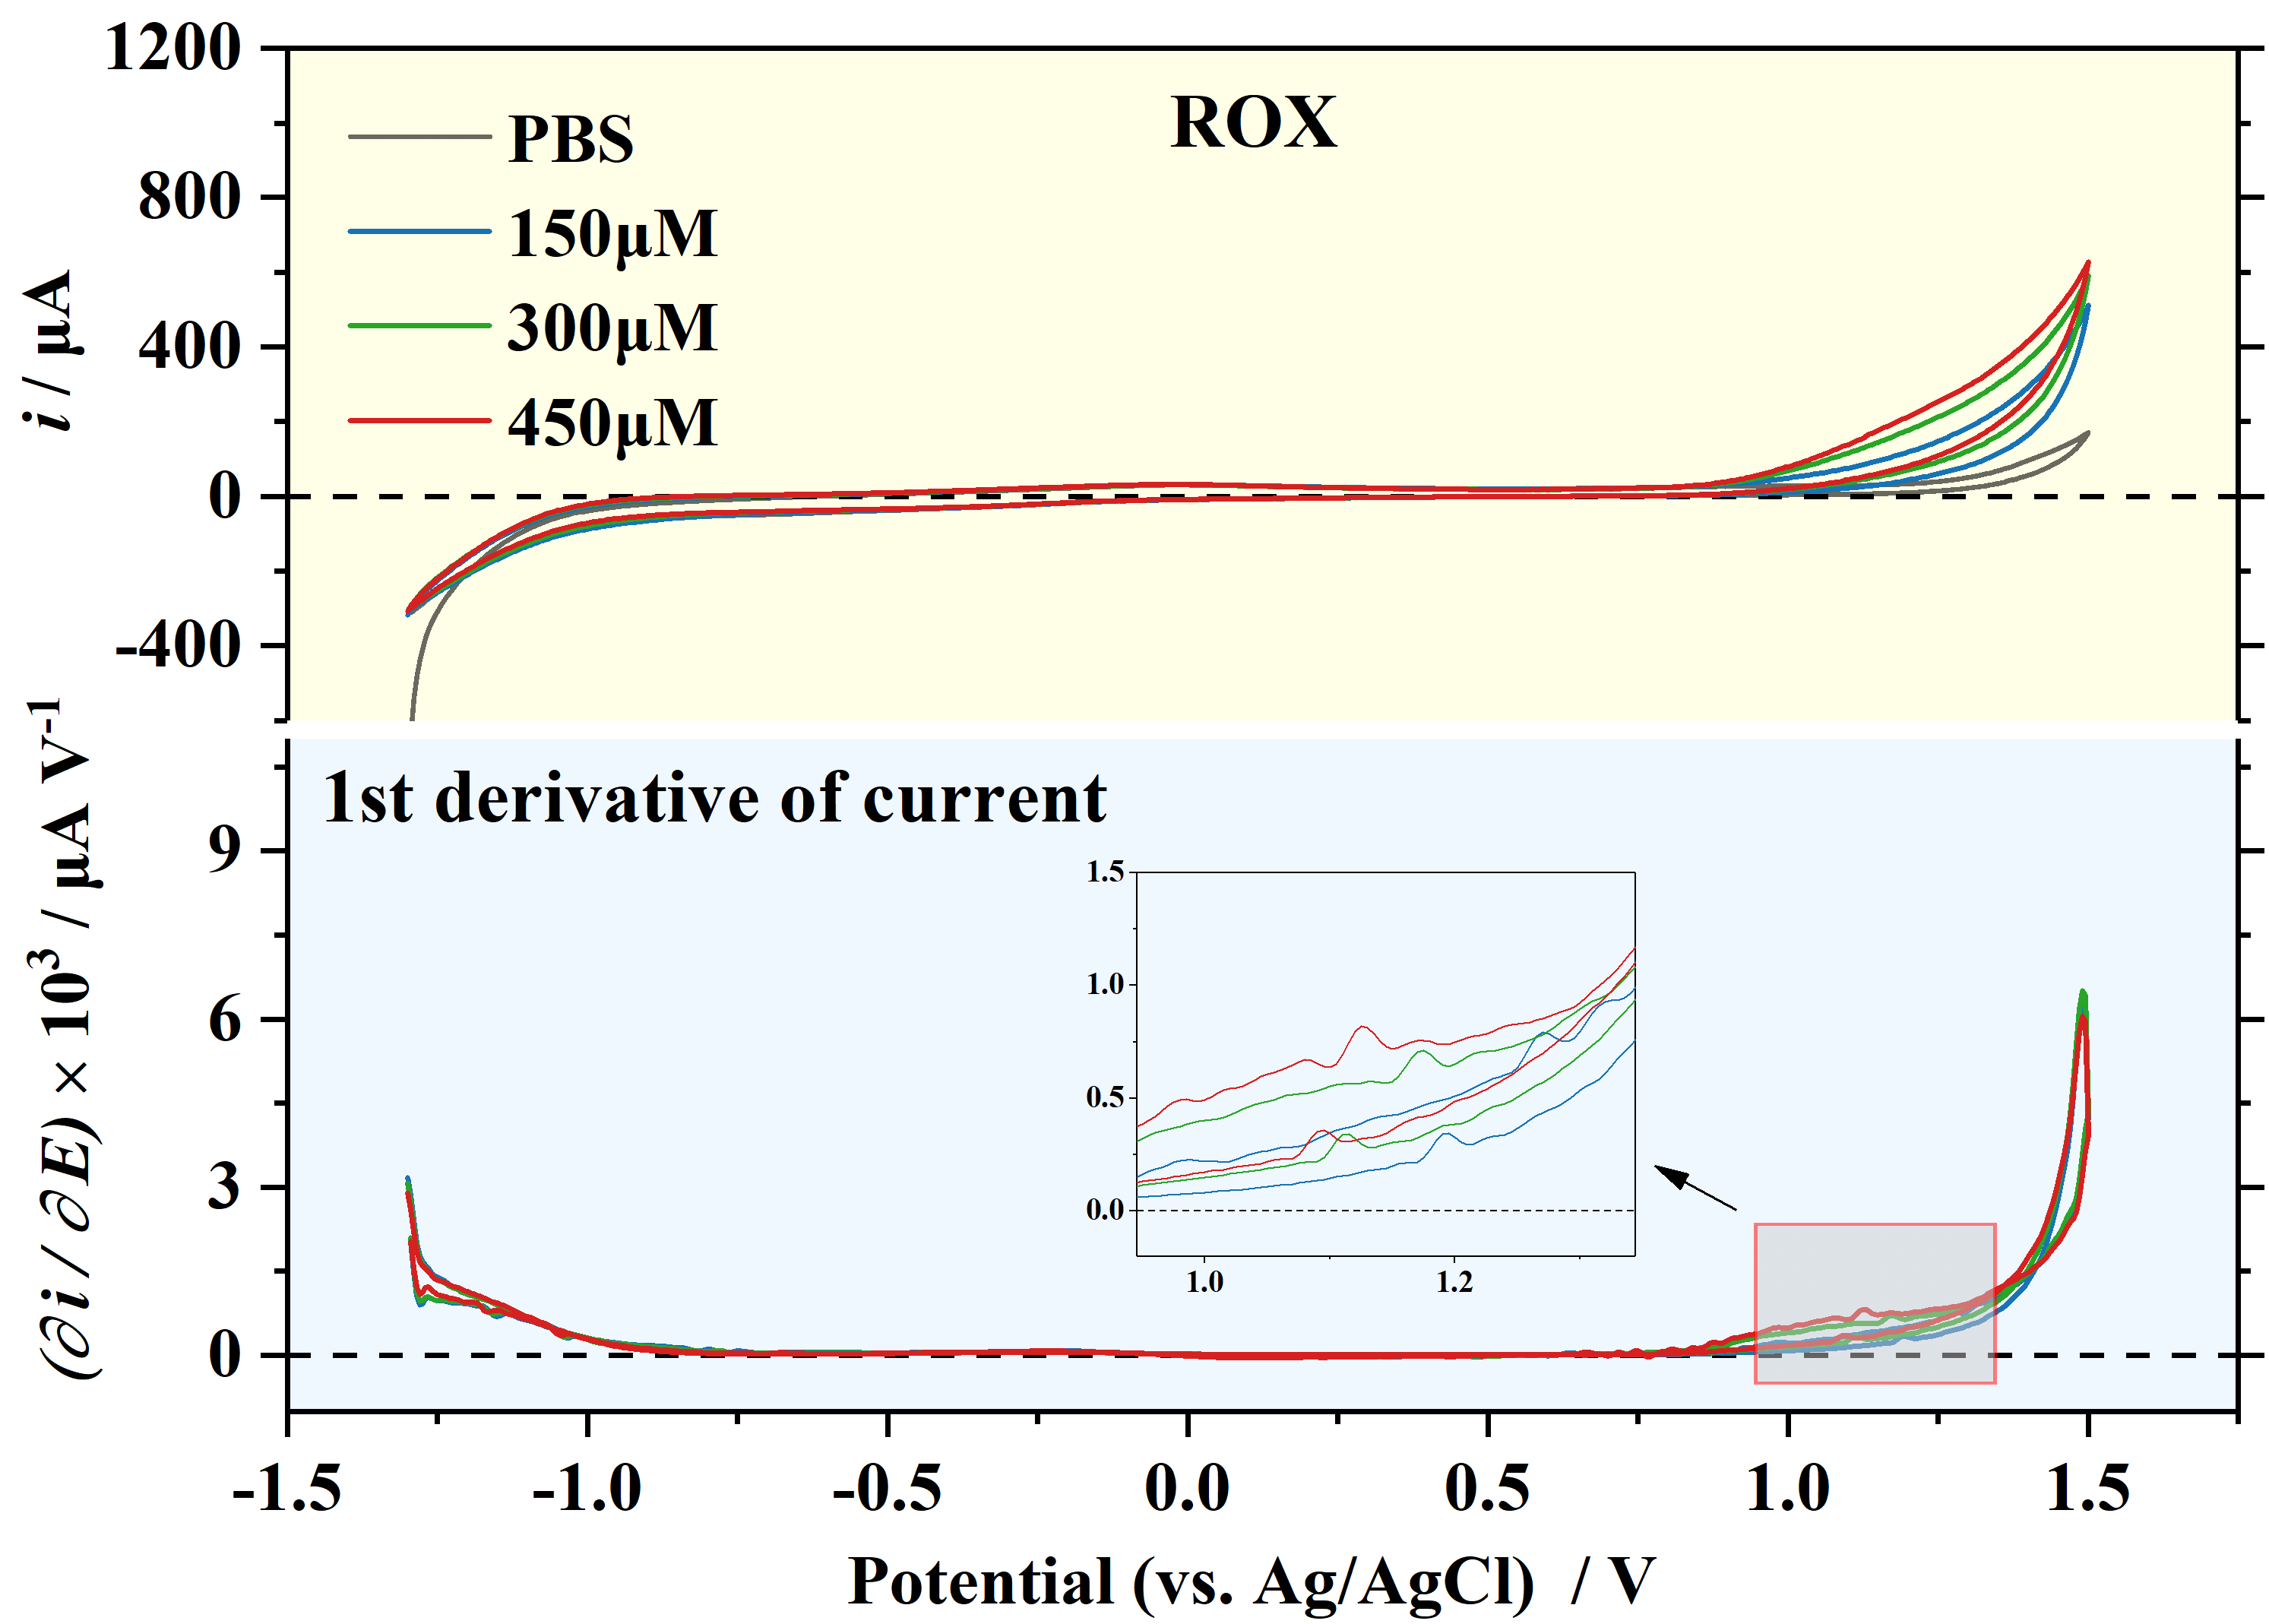 1200
800
400
0
-400
i / µA
ROX
PBS
150µM
300µM
450µM
1st derivative of current
9
6
3
0
(∂i / ∂E) × 10³ / µA V⁻¹
1.5
1.0
0.5
0.0
1.0 1.2
-1.5 -1.0 -0.5 0.0 0.5 1.0 1.5
Potential (vs. Ag/AgCl) / V